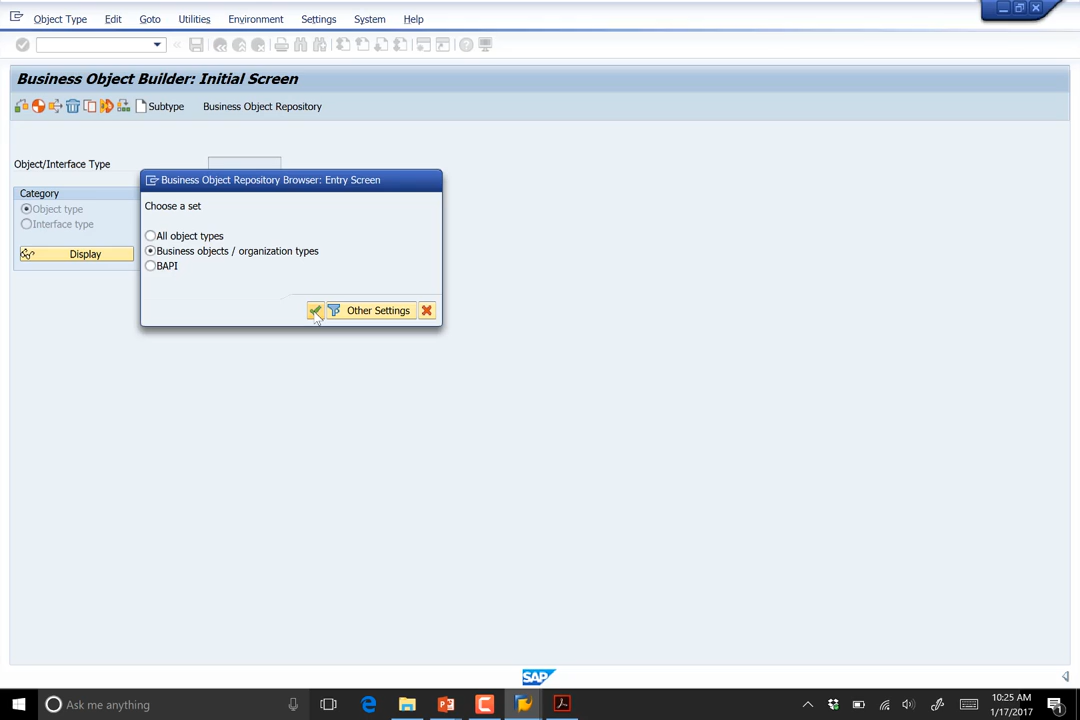 Object Type Edit Goto Utilities Environment Settings System Help
Business Object Builder: Initial Screen
Subtype Business Object Repository
Object/Interface Type
Business Object Repository Browser: Entry Screen
Category
Choose a set
Object type
Interface type
All object types
Business objects / organization types
Display
BAPI
Other Settings
SAP
Ask me anything
10:25 AM
1/17/2017
1